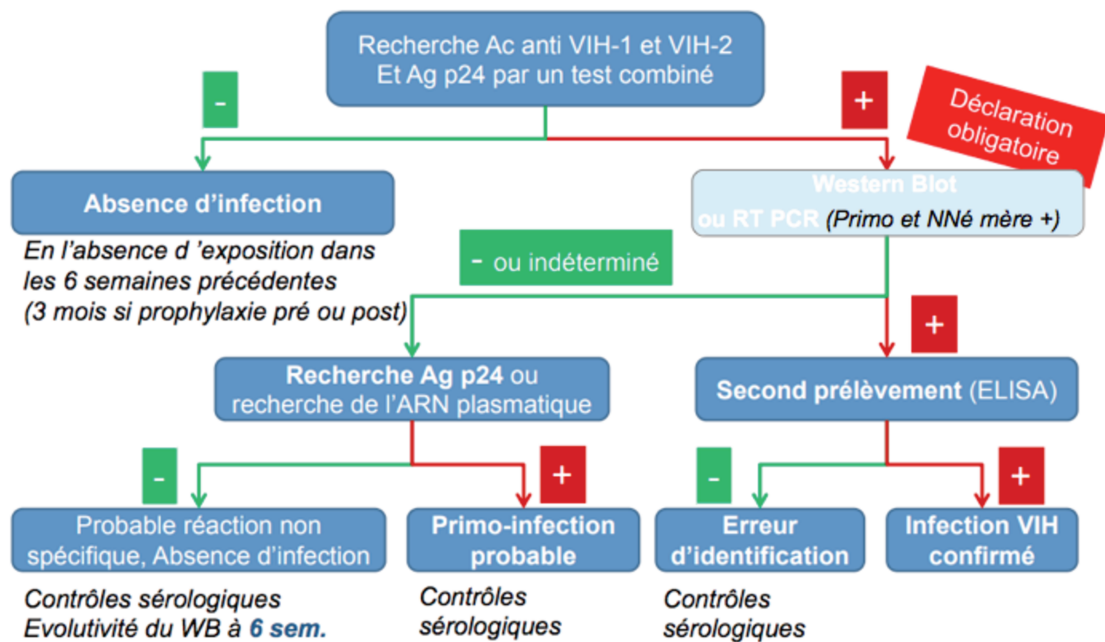 Recherche Ac anti VIH-1 et VIH-2
Et Ag p24 par un test combiné
-
+
Déclaration
obligatoire
Absence d'infection
Western Blot
ou RT PCR (Primo et NNé mère +)
En l'absence d 'exposition dans
les 6 semaines précédentes
(3 mois si prophylaxie pré ou post)
- ou indéterminé
+
Recherche Ag p24 ou
recherche de l'ARN plasmatique
Second prélèvement (ELISA)
-
+
-
+
Probable réaction non
spécifique, Absence d'infection
Primo-infection
probable
Erreur
d'identification
Infection VIH
confirmé
Contrôles sérologiques
Evolutivité du WB à 6 sem.
Contrôles
sérologiques
Contrôles
sérologiques